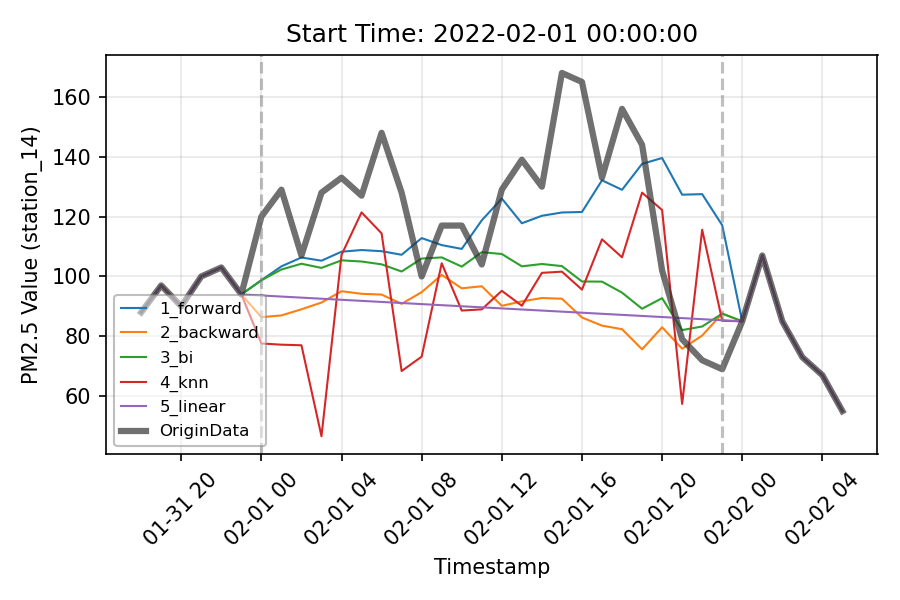 Start Time: 2022-02-01 00:00:00
PM2.5 Value (station_14)
160
140
120
100
80
60
1_forward
2_backward
3_bi
4_knn
5_linear
OriginData
01-31 20
02-01 00
02-01 04
02-01 08
02-01 12
02-01 16
02-01 20
02-02 00
02-02 04
Timestamp